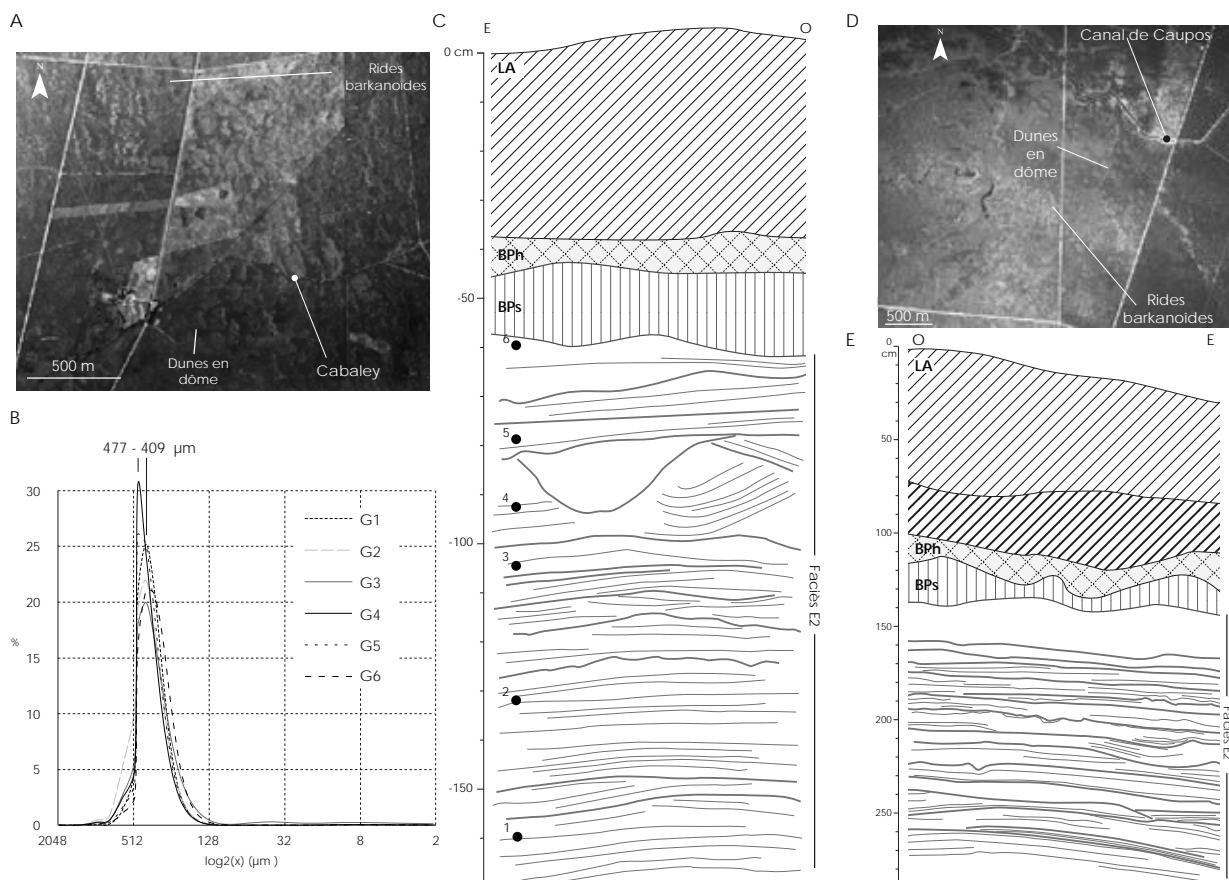 A
N
Rides
barkanoides
500 m
Dunes en
dôme
Cabaley
B
477 - 409 µm
30
25
20
15
10
5
0
%
G1
G2
G3
G4
G5
G6
2048
512
128
32
8
2
log2(x) (µm )
C
E
O
0 cm
LA
BPh
-50
BPs
6
5
4
-100
3
2
-150
1
Faciès E2
D
N
Canal de Caupos
Dunes
en
dôme
Rides
barkanoides
500 m
E
0
cm
O
E
LA
50
100
BPh
BPs
150
200
250
Faciès E2